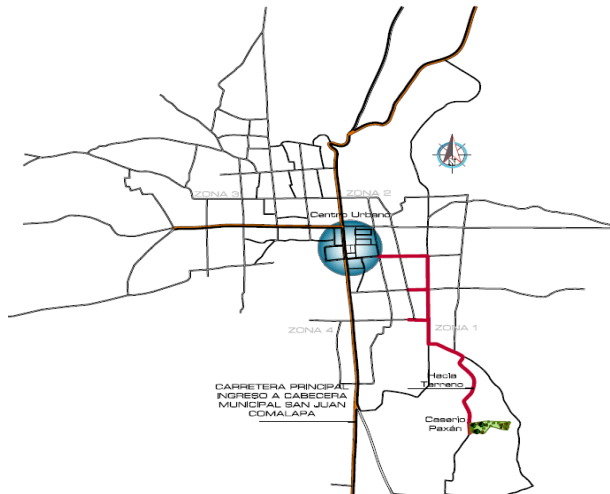 ZONA 3
ZONA 2
Centro Urbano
ZONA 4
ZONA 1
Hacia
Terreno
CARRETERA PRINCIPAL
INGRESO A CABECERA
MUNICIPAL SAN JUAN
COMALAPA
Caserio
Paxán